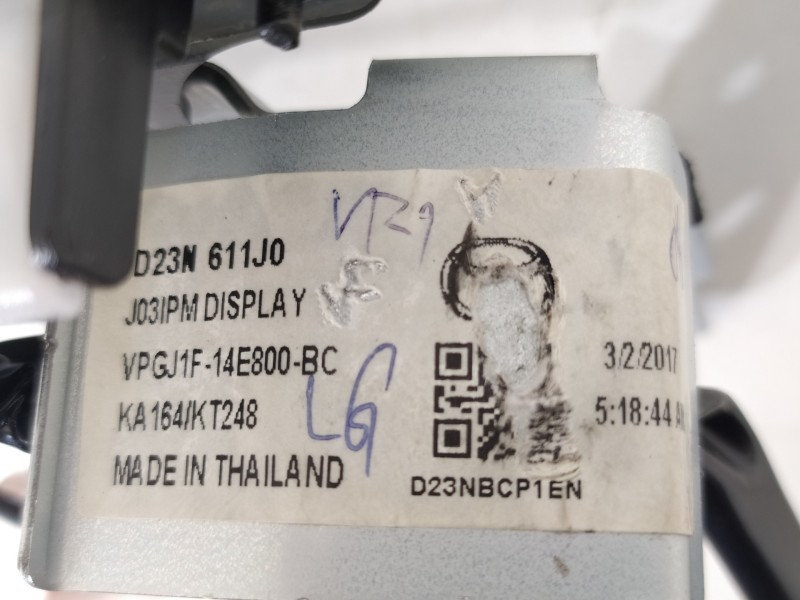 D23N 611J0
J03IPM DISPLAY
VPGJ1F-14E800-BC
KA164/KT248
MADE IN THAILAND
LG
3/2/2017
5:18:44 AM
D23NBCP1EN